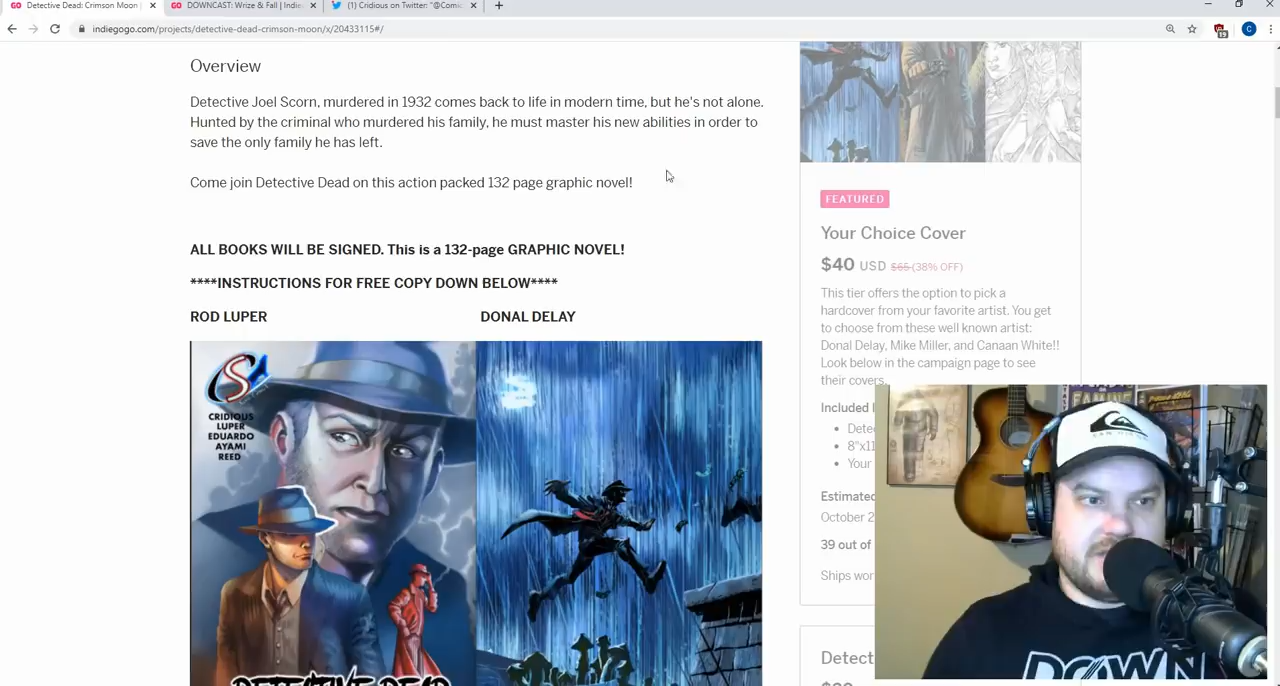 Detective Dead: Crimson Moon |
DOWNCAST: Wrize & Fall | Indie
(1) Cridious on Twitter: "@Comic
indiegogo.com/projects/detective-dead-crimson-moon/x/20433115#/
Overview
Detective Joel Scorn, murdered in 1932 comes back to life in modern time, but he's not alone.
Hunted by the criminal who murdered his family, he must master his new abilities in order to
save the only family he has left.
Come join Detective Dead on this action packed 132 page graphic novel!
ALL BOOKS WILL BE SIGNED. This is a 132-page GRAPHIC NOVEL!
****INSTRUCTIONS FOR FREE COPY DOWN BELOW****
ROD LUPER
DONAL DELAY
CS
CRIDIOUS
LUPER
EDUARDO
AYAMI
REED
DETECTIVE DEAD
FEATURED
Your Choice Cover
$40 USD $65 (38% OFF)
This tier offers the option to pick a
hardcover from your favorite artist. You get
to choose from these well known artist:
Donal Delay, Mike Miller, and Canaan White!!
Look below in the campaign page to see
their covers.
Included
Dete
8"x11
Your
Estimated
October 2
39 out of
Ships wor
Detect
DOWN